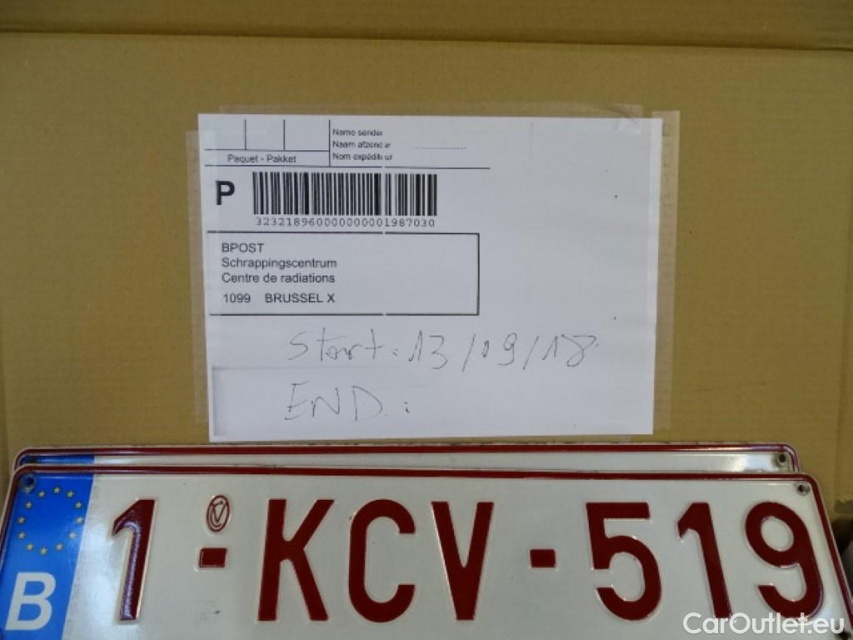 Name sender
Naam afzender
Nom expéditeur
Paquet - Pakket
P
323218960000000001987030
BPOST
Schrappingscentrum
Centre de radiations
1099 BRUSSEL X
Start: 13/09/18
END:
B 1-KCV-519
CarOutlet.eu